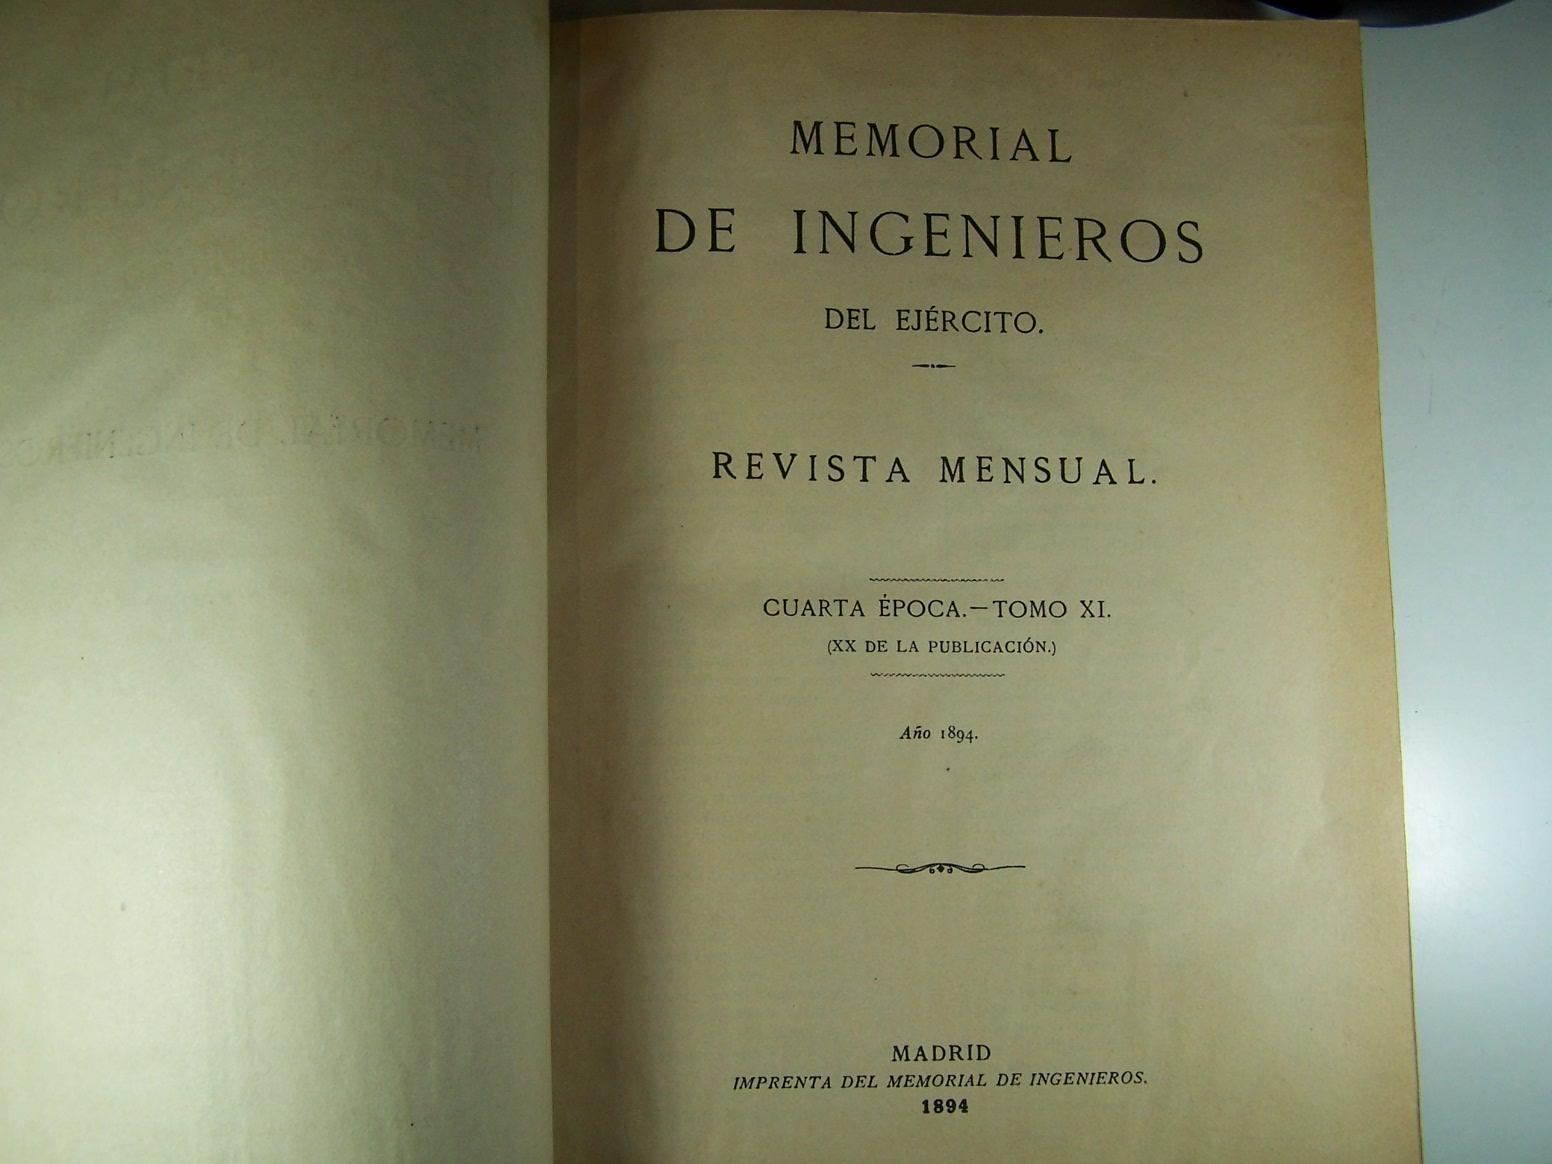 MEMORIAL
DE INGENIEROS
DEL EJÉRCITO.
REVISTA MENSUAL.
CUARTA ÉPOCA.—TOMO XI.
(XX DE LA PUBLICACIÓN.)
Año 1894.
MADRID
IMPRENTA DEL MEMORIAL DE INGENIEROS.
1894